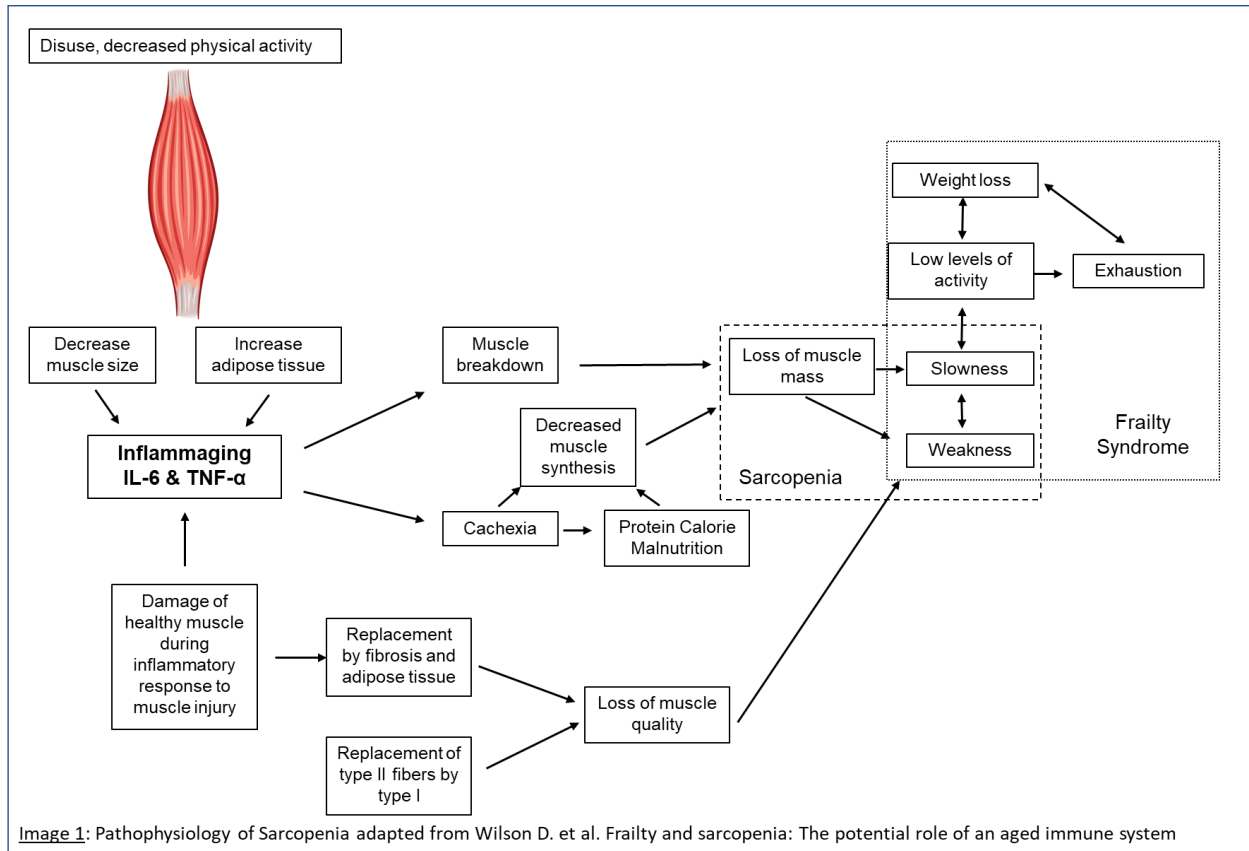 Disuse, decreased physical activity
Decrease
muscle size
Increase
adipose tissue
Inflammaging
IL-6 & TNF-α
Damage of
healthy muscle
during
inflammatory
response to
muscle injury
Muscle
breakdown
Decreased
muscle
synthesis
Cachexia
Protein Calorie
Malnutrition
Replacement
by fibrosis and
adipose tissue
Replacement of
type II fibers by
type I
Loss of muscle
quality
Loss of muscle
mass
Sarcopenia
Weight loss
Low levels of
activity
Exhaustion
Slowness
Weakness
Frailty
Syndrome
Image 1: Pathophysiology of Sarcopenia adapted from Wilson D. et al. Frailty and sarcopenia: The potential role of an aged immune system